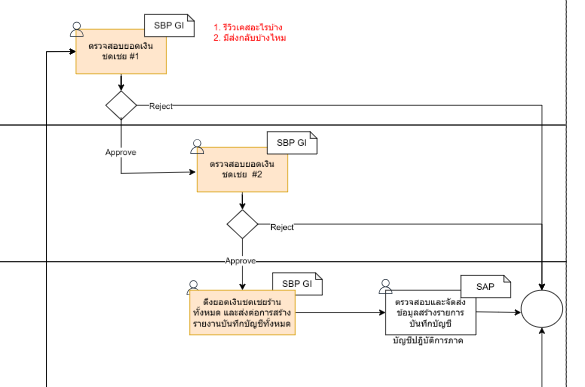 SBP GI
1. รีวิวเคสอะไรบ้าง
2. มีส่งกลับบ้างไหม
ตรวจสอบยอดเงิน
ชดเชย #1
Reject
Approve
SBP GI
ตรวจสอบยอดเงิน
ชดเชย #2
Reject
Approve
SBP GI
ดึงยอดเงินชดเชยร้าน
ทั้งหมด และส่งต่อการสร้าง
รายงานบันทึกบัญชีทั้งหมด
SAP
ตรวจสอบและจัดส่ง
ข้อมูลสร้างรายการ
บันทึกบัญชี
บัญชีปฏิบัติการภาค